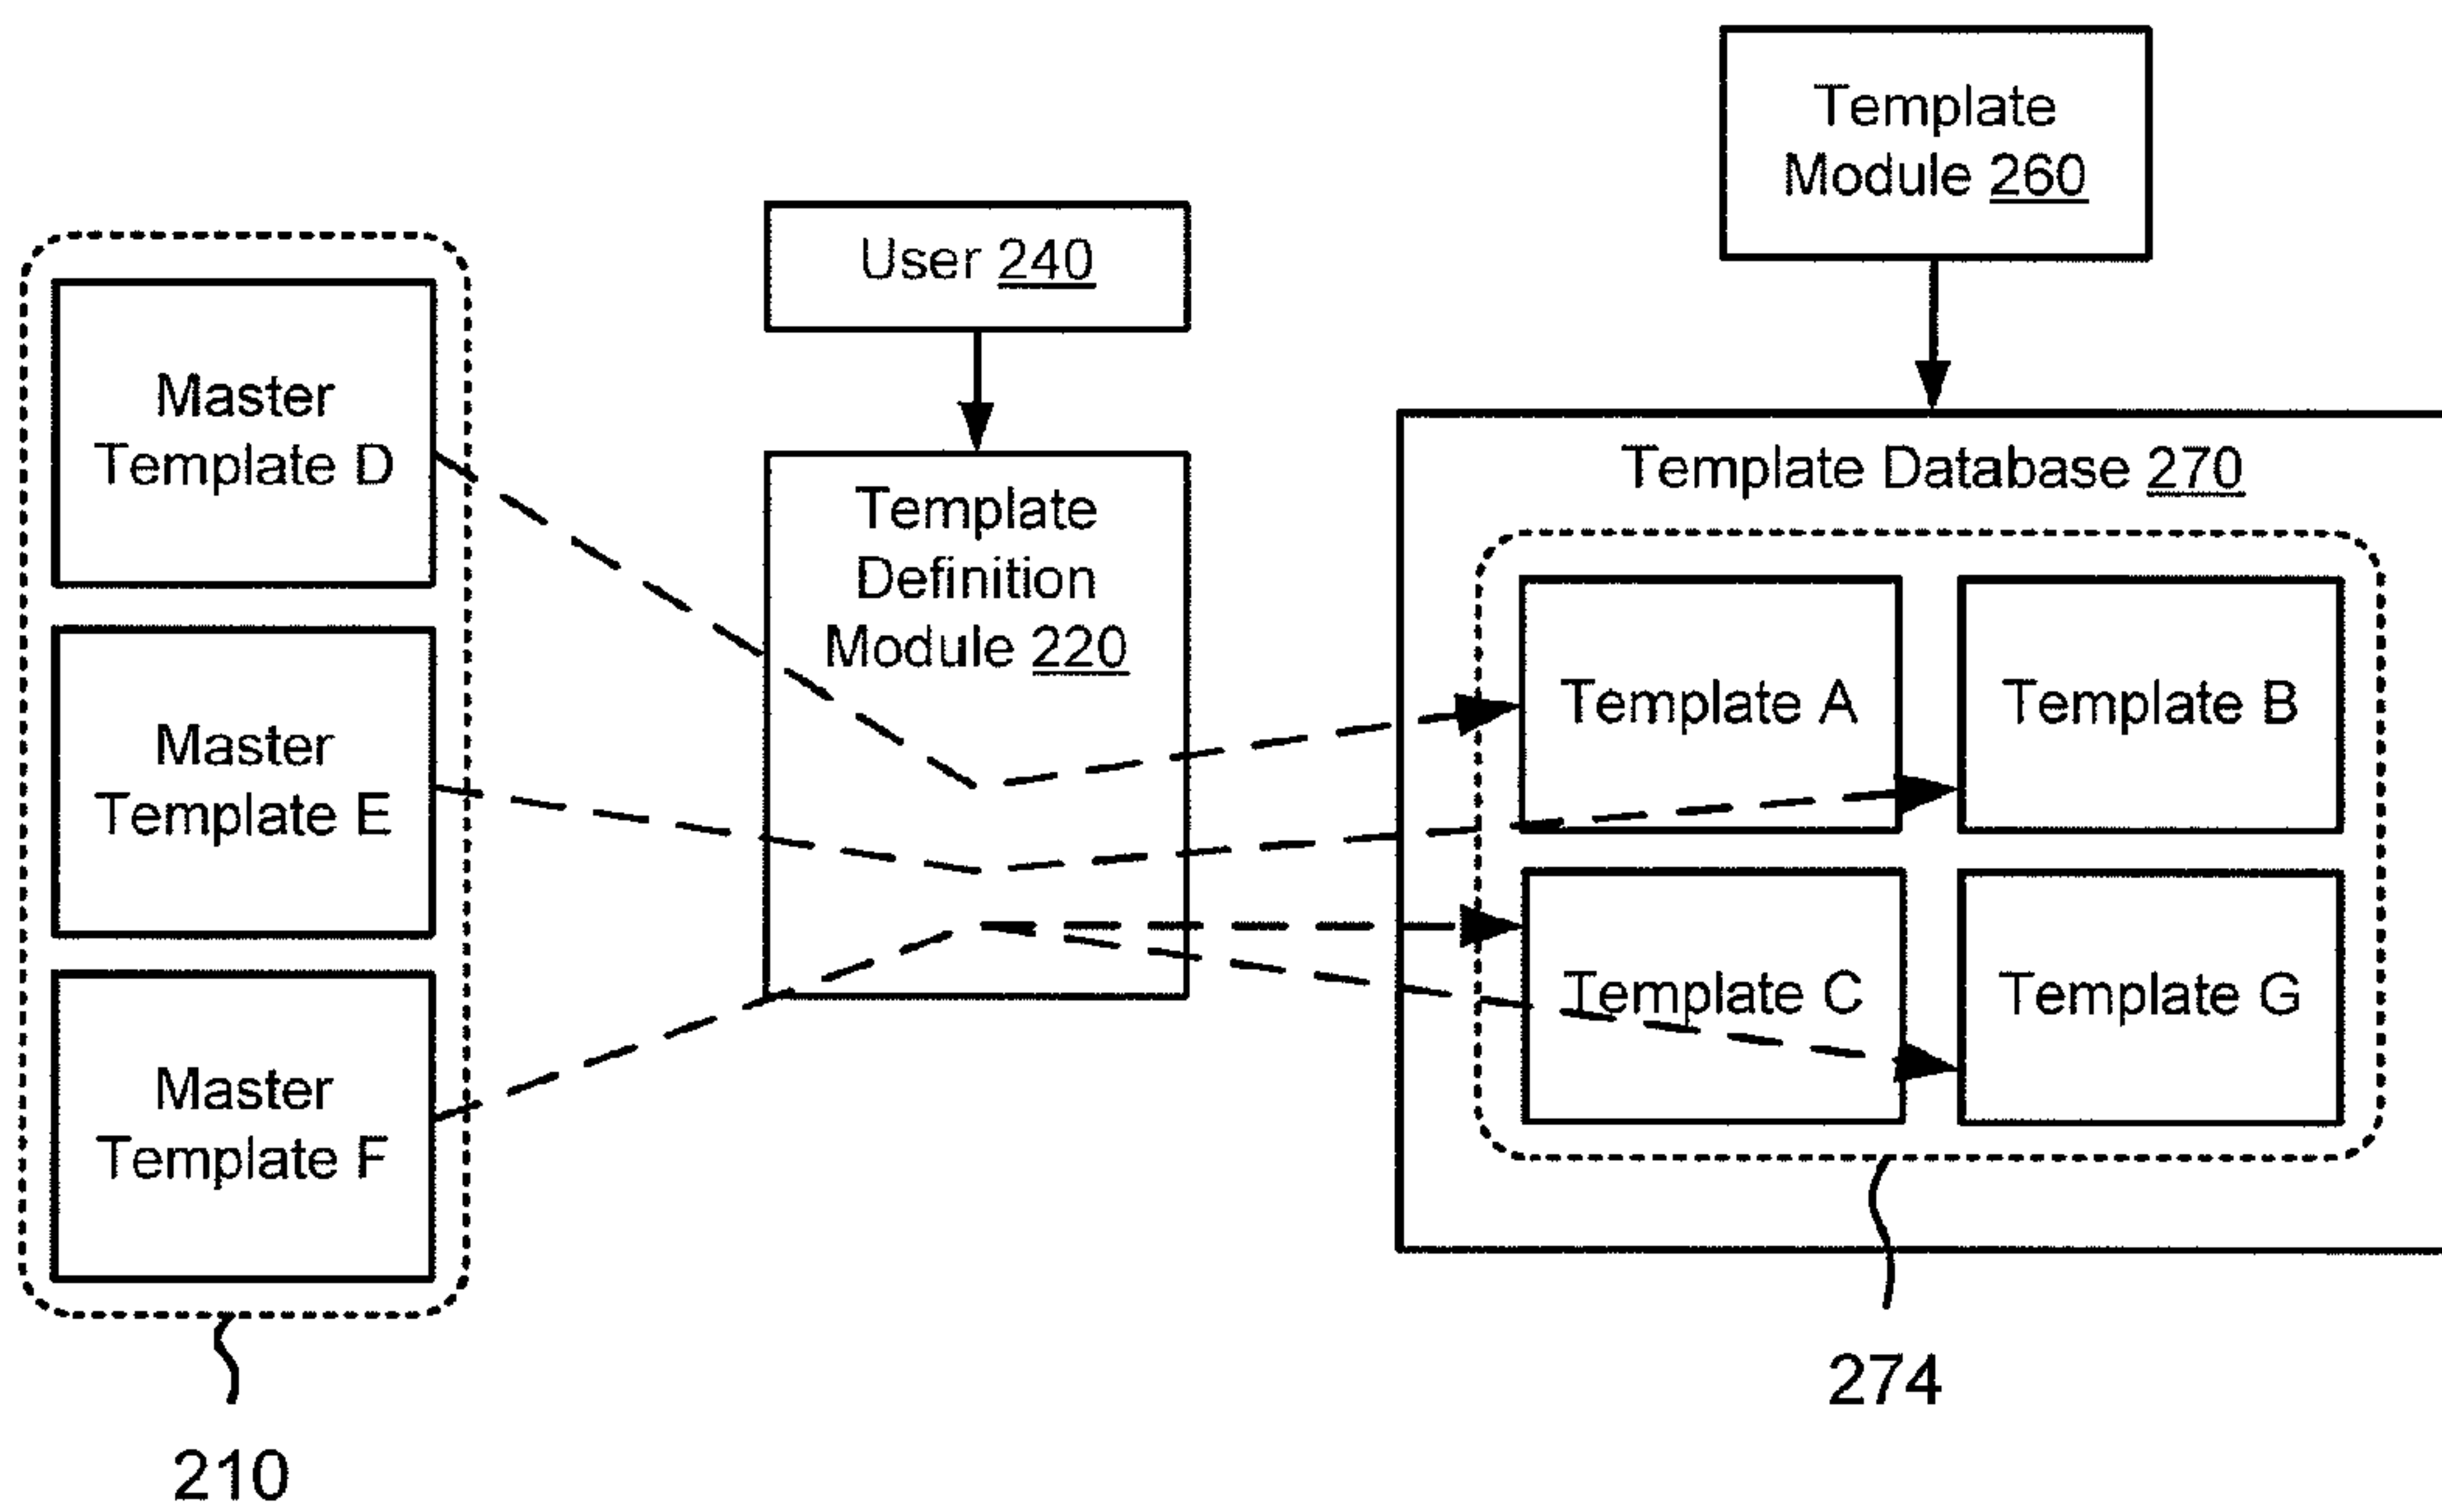 Template
Module 260
User 240
Master
Template D
Template
Definition
Module 220
Template Database 270
Template A
Template B
Master
Template E
Template C
Template G
Master
Template F
274
210